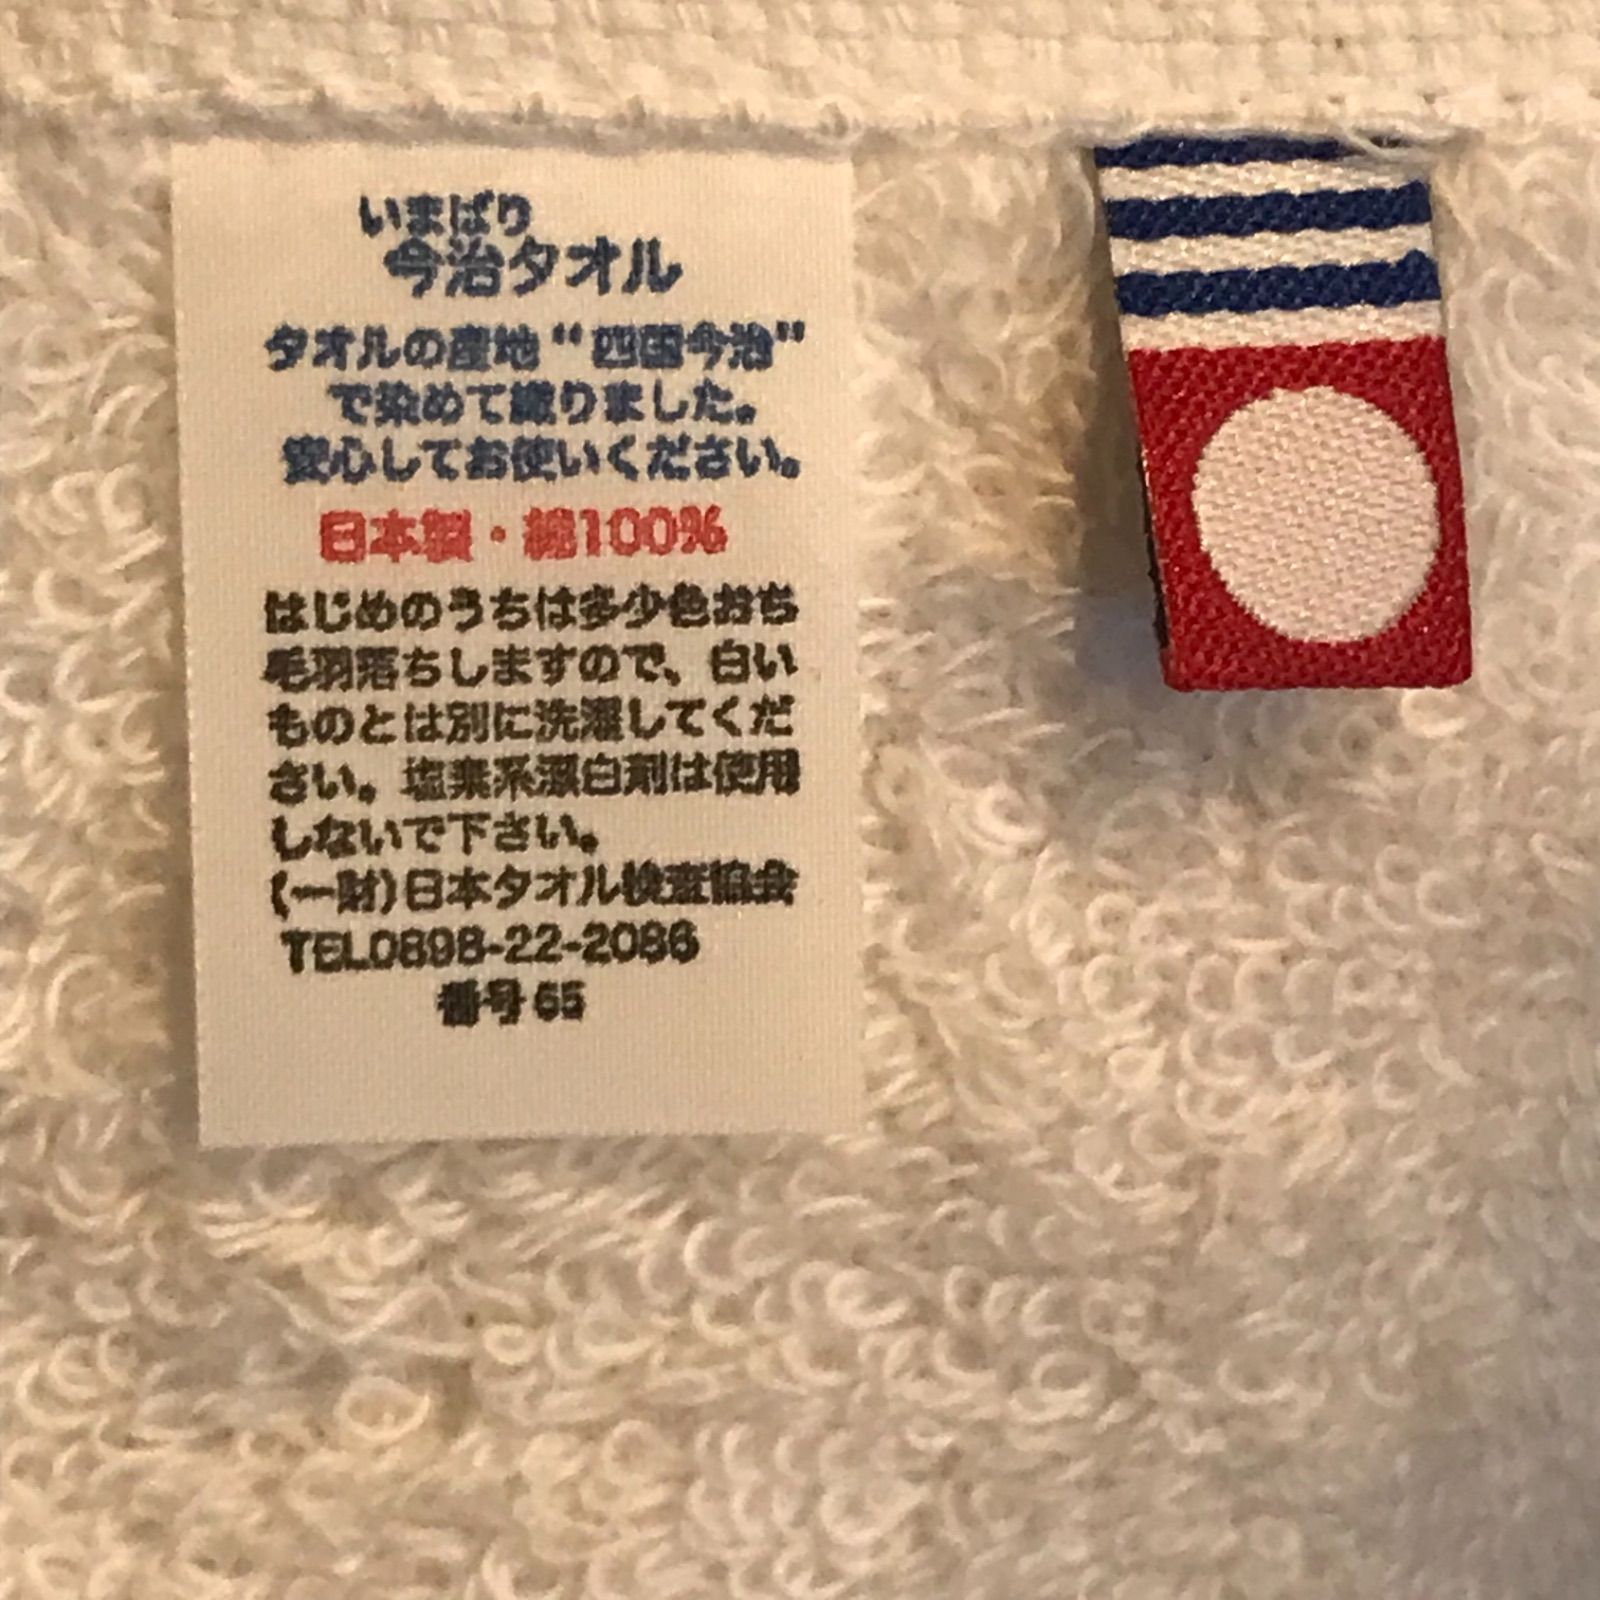 いまばり
今治タオル
タオルの産地“四国今治”
で染めて織りました。
安心してお使いください。
日本製・綿100%
はじめのうちは多少色おち
毛羽落ちしますので、白い
ものとは別に洗濯してくだ
さい。塩素系漂白剤は使用
しないで下さい。
(一財)日本タオル検査協会
TEL0898-22-2086
番号65